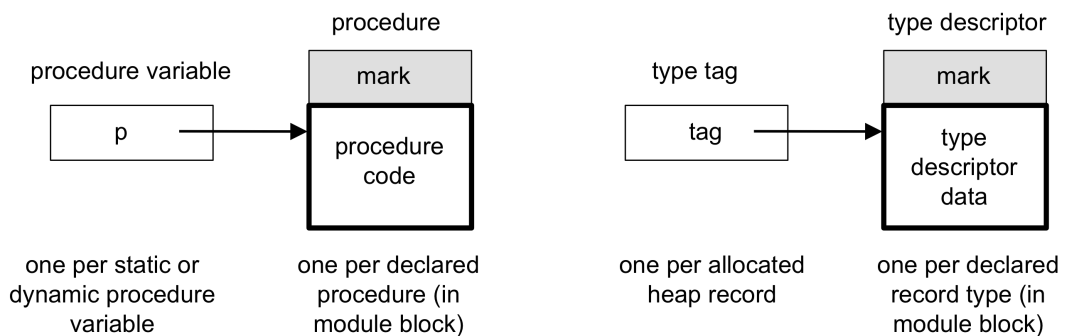 procedure
procedure variable
mark
p
procedure
code
one per static or
dynamic procedure
variable
one per declared
procedure (in
module block)
type descriptor
type tag
mark
tag
type
descriptor
data
one per allocated
heap record
one per declared
record type (in
module block)